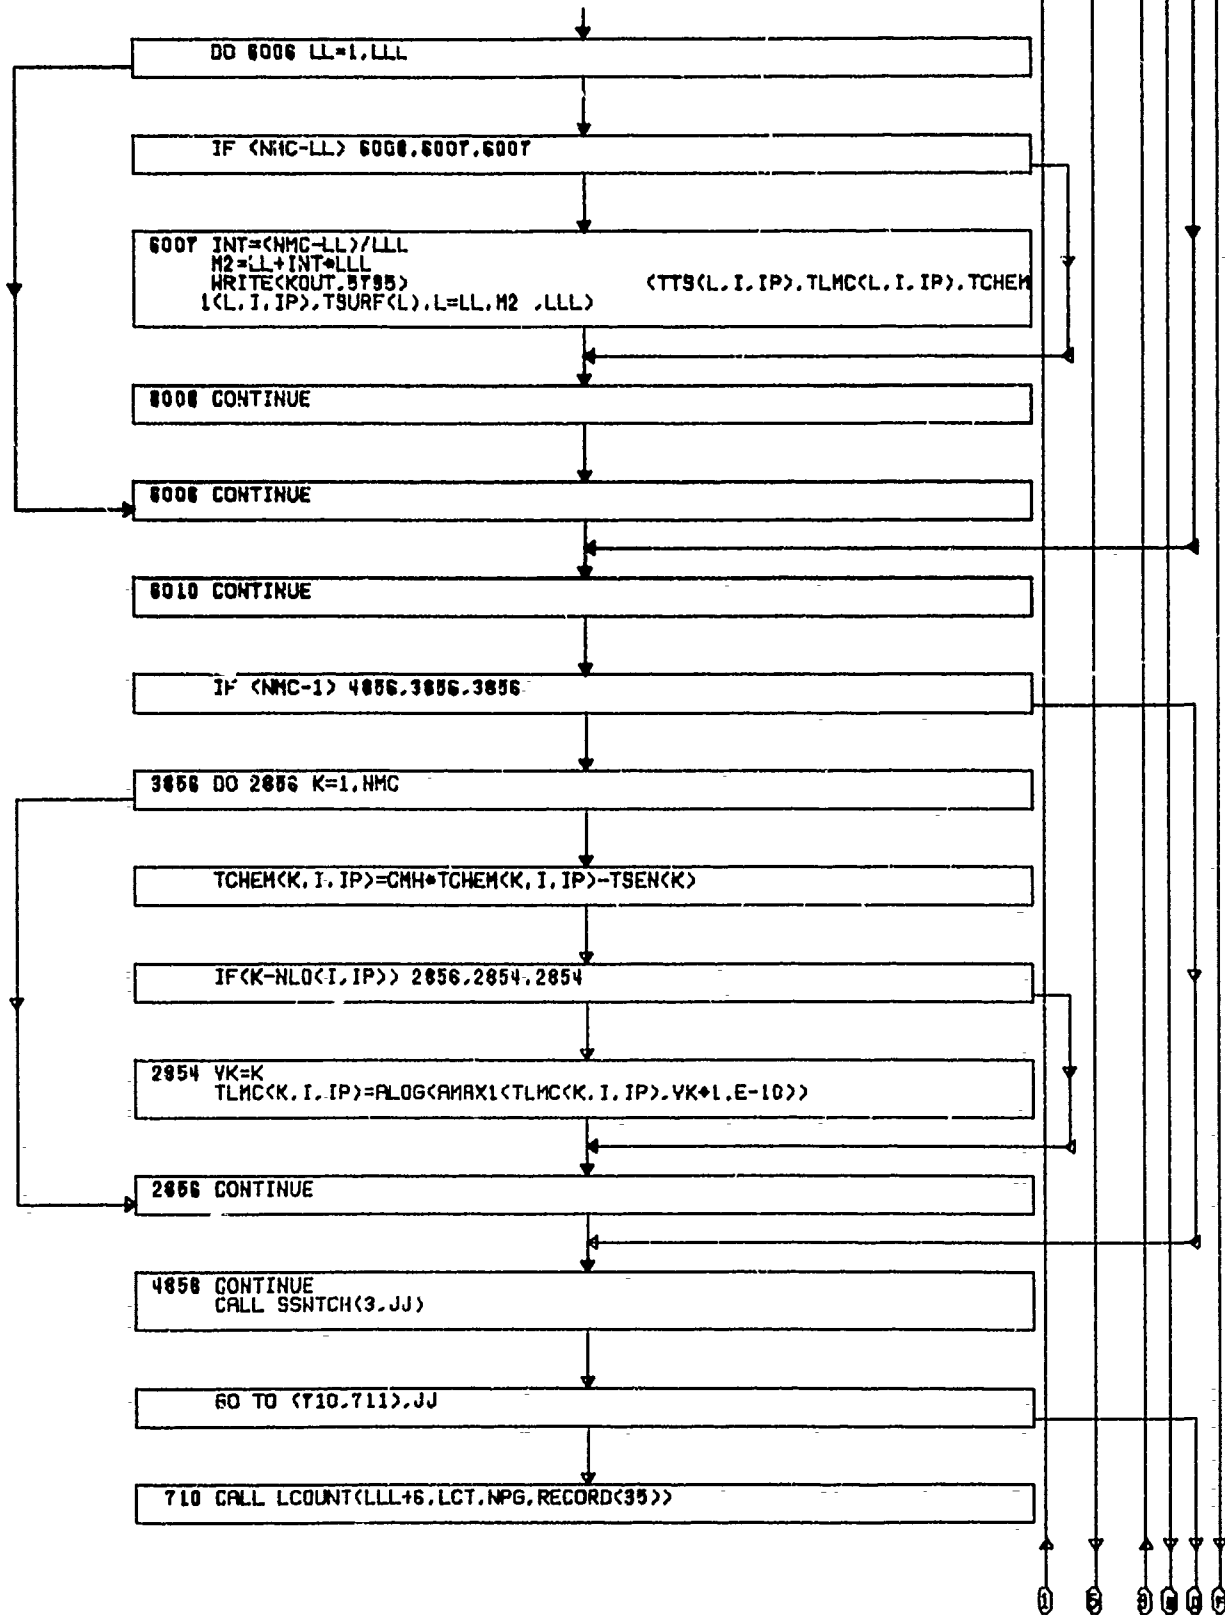 DO 6006 LL=1,LLL
IF (NMC-LL) 6008,6007,6007
6007 INT=(NMC-LL)/LLL
M2=LL+INT*LLL
WRITE(KOUT,5795) (TTS(L,I,IP),TLMC(L,I,IP),TCHEM
1(L,I,IP),TSURF(L),L=LL,M2 ,LLL)
6008 CONTINUE
6006 CONTINUE
6010 CONTINUE
IF (NMC-1) 4856,3856,3856
3856 DO 2856 K=1,NMC
TCHEM(K,I,IP)=CMH*TCHEM(K,I,IP)-TSEN(K)
IF(K-NLO(I,IP)) 2856,2854,2854
2854 VK=K
TLMC(K,I,IP)=ALOG(AMAX1(TLMC(K,I,IP),VK*1.E-10))
2856 CONTINUE
4856 CONTINUE
CALL SSWTCH(3,JJ)
GO TO (710,711),JJ
710 CALL LCOUNT(LLL+6,LCT,NPG,RECORD(35))